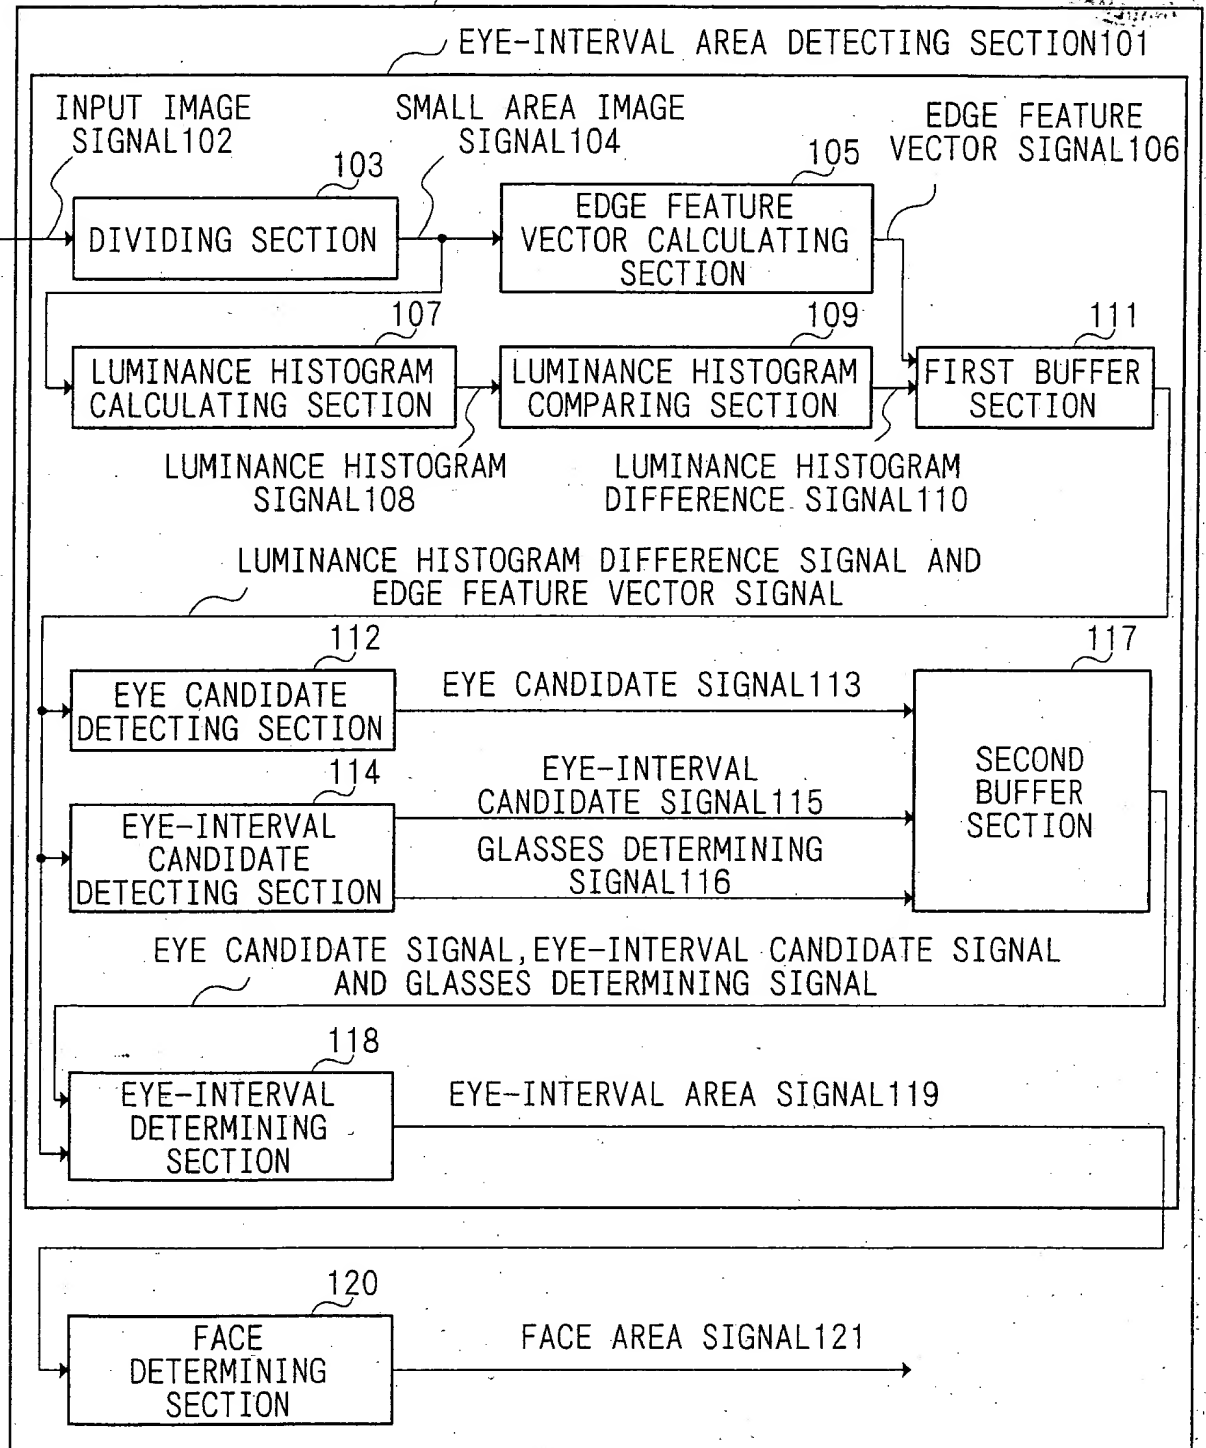 EYE-INTERVAL AREA DETECTING SECTION101
INPUT IMAGE
SIGNAL102
SMALL AREA IMAGE
SIGNAL104
EDGE FEATURE
VECTOR SIGNAL106
103
DIVIDING SECTION
105
EDGE FEATURE
VECTOR CALCULATING
SECTION
107
LUMINANCE HISTOGRAM
CALCULATING SECTION
109
LUMINANCE HISTOGRAM
COMPARING SECTION
111
FIRST BUFFER
SECTION
LUMINANCE HISTOGRAM
SIGNAL108
LUMINANCE HISTOGRAM
DIFFERENCE SIGNAL110
LUMINANCE HISTOGRAM DIFFERENCE SIGNAL AND
EDGE FEATURE VECTOR SIGNAL
112
EYE CANDIDATE
DETECTING SECTION
EYE CANDIDATE SIGNAL113
114
EYE-INTERVAL
CANDIDATE
DETECTING SECTION
EYE-INTERVAL
CANDIDATE SIGNAL115
GLASSES DETERMINING
SIGNAL116
117
SECOND
BUFFER
SECTION
EYE CANDIDATE SIGNAL,EYE-INTERVAL CANDIDATE SIGNAL
AND GLASSES DETERMINING SIGNAL
118
EYE-INTERVAL
DETERMINING
SECTION
EYE-INTERVAL AREA SIGNAL119
120
FACE
DETERMINING
SECTION
FACE AREA SIGNAL121